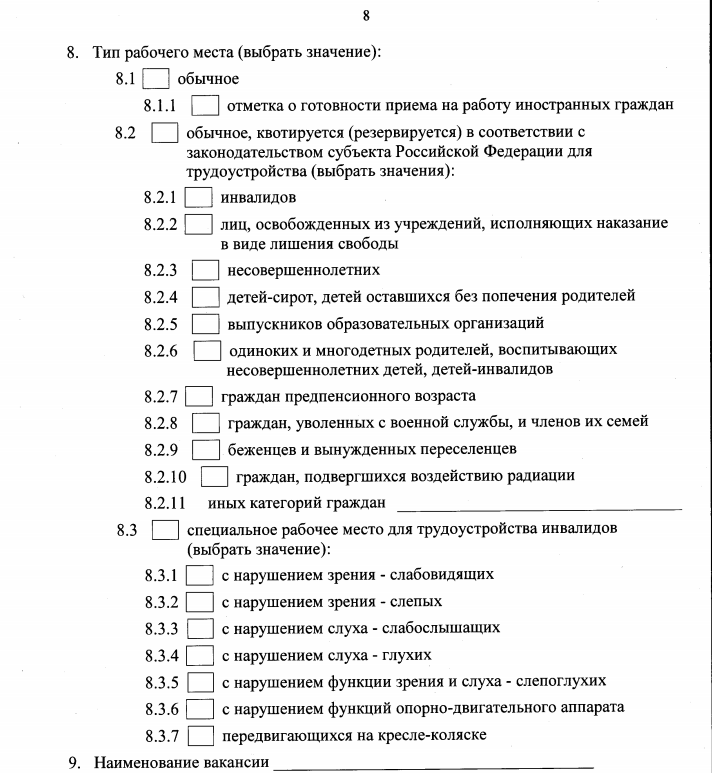 8
8. Тип рабочего места (выбрать значение):
8.1 обычное
8.1.1 отметка о готовности приема на работу иностранных граждан
8.2 обычное, квотируется (резервируется) в соответствии с
законодательством субъекта Российской Федерации для
трудоустройства (выбрать значения):
8.2.1 инвалидов
8.2.2 лиц, освобожденных из учреждений, исполняющих наказание
в виде лишения свободы
8.2.3 несовершеннолетних
8.2.4 детей-сирот, детей оставшихся без попечения родителей
8.2.5 выпускников образовательных организаций
8.2.6 одиноких и многодетных родителей, воспитывающих
несовершеннолетних детей, детей-инвалидов
8.2.7 граждан предпенсионного возраста
8.2.8 граждан, уволенных с военной службы, и членов их семей
8.2.9 беженцев и вынужденных переселенцев
8.2.10 граждан, подвергшихся воздействию радиации
8.2.11 иных категорий граждан
8.3 специальное рабочее место для трудоустройства инвалидов
(выбрать значение):
8.3.1 с нарушением зрения - слабовидящих
8.3.2 с нарушением зрения - слепых
8.3.3 с нарушением слуха - слабослышащих
8.3.4 с нарушением слуха - глухих
8.3.5 с нарушением функции зрения и слуха - слепоглухих
8.3.6 с нарушением функций опорно-двигательного аппарата
8.3.7 передвигающихся на кресле-коляске
9. Наименование вакансии